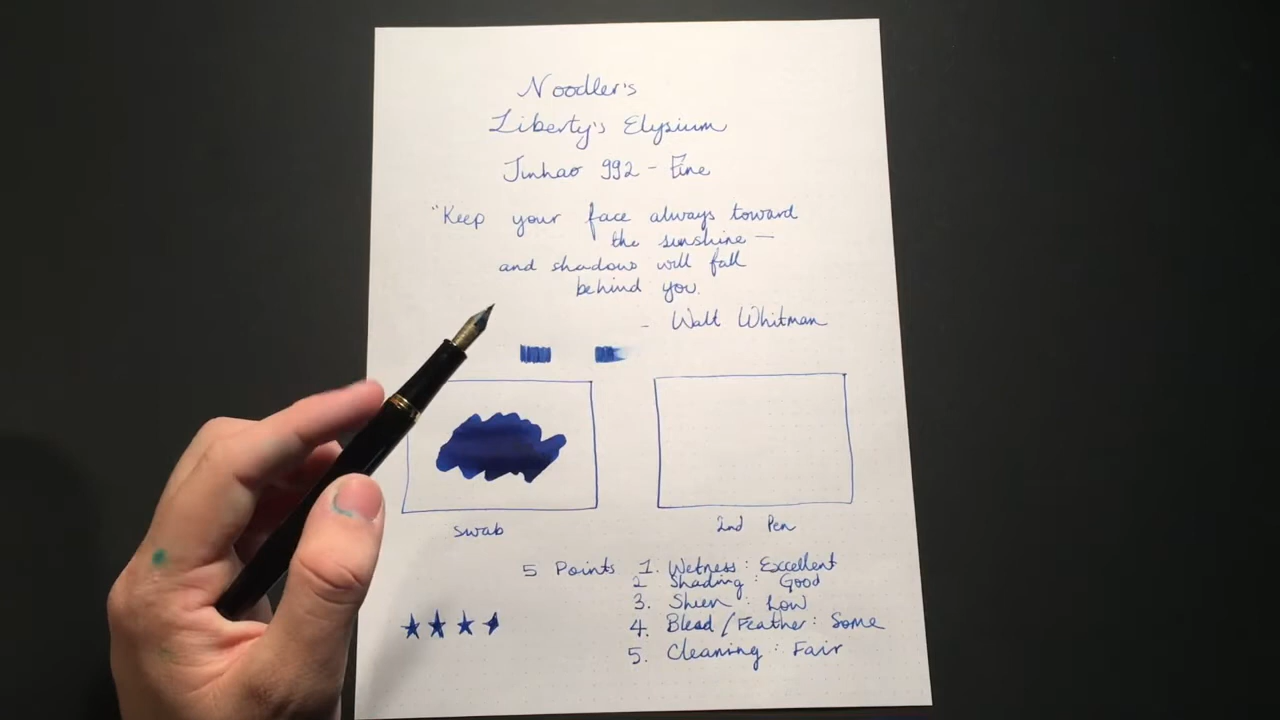 Noodler's
Liberty's Elysium
Jinhao 992 - Fine
"Keep your face always toward
the sunshine —
and shadows will fall
behind you.
- Walt Whitman
Swab
2nd Pen
5 Points 1. Wetness: Excellent
2 Shading: Good
3. Sheen: Low
4. Bleed/Feather: Some
5. Cleaning: Fair